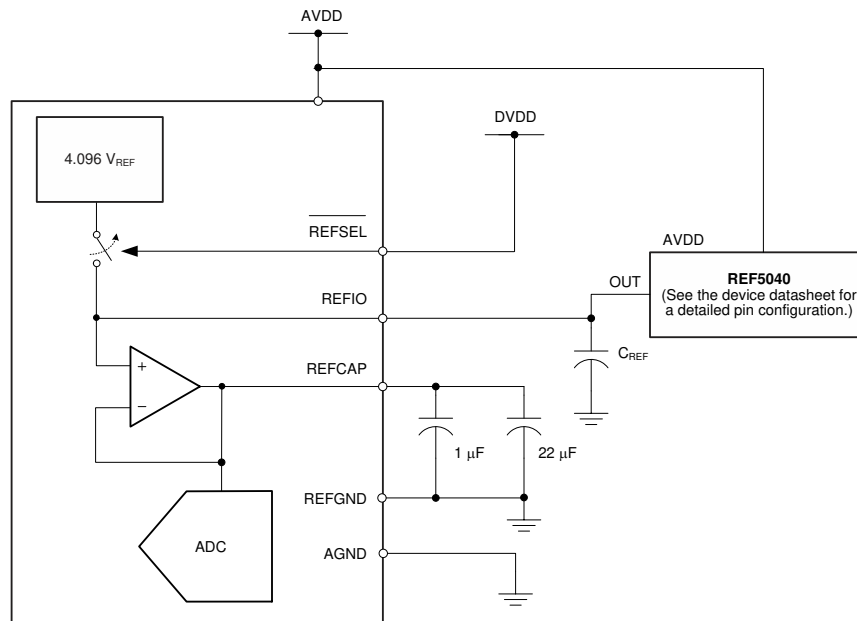 AVDD
DVDD
4.096 VREF
REFSEL
AVDD
REF5040
(See the device datasheet for
a detailed pin configuration.)
OUT
REFIO
CREF
REFCAP
+
−
1 μF
22 μF
REFGND
ADC
AGND